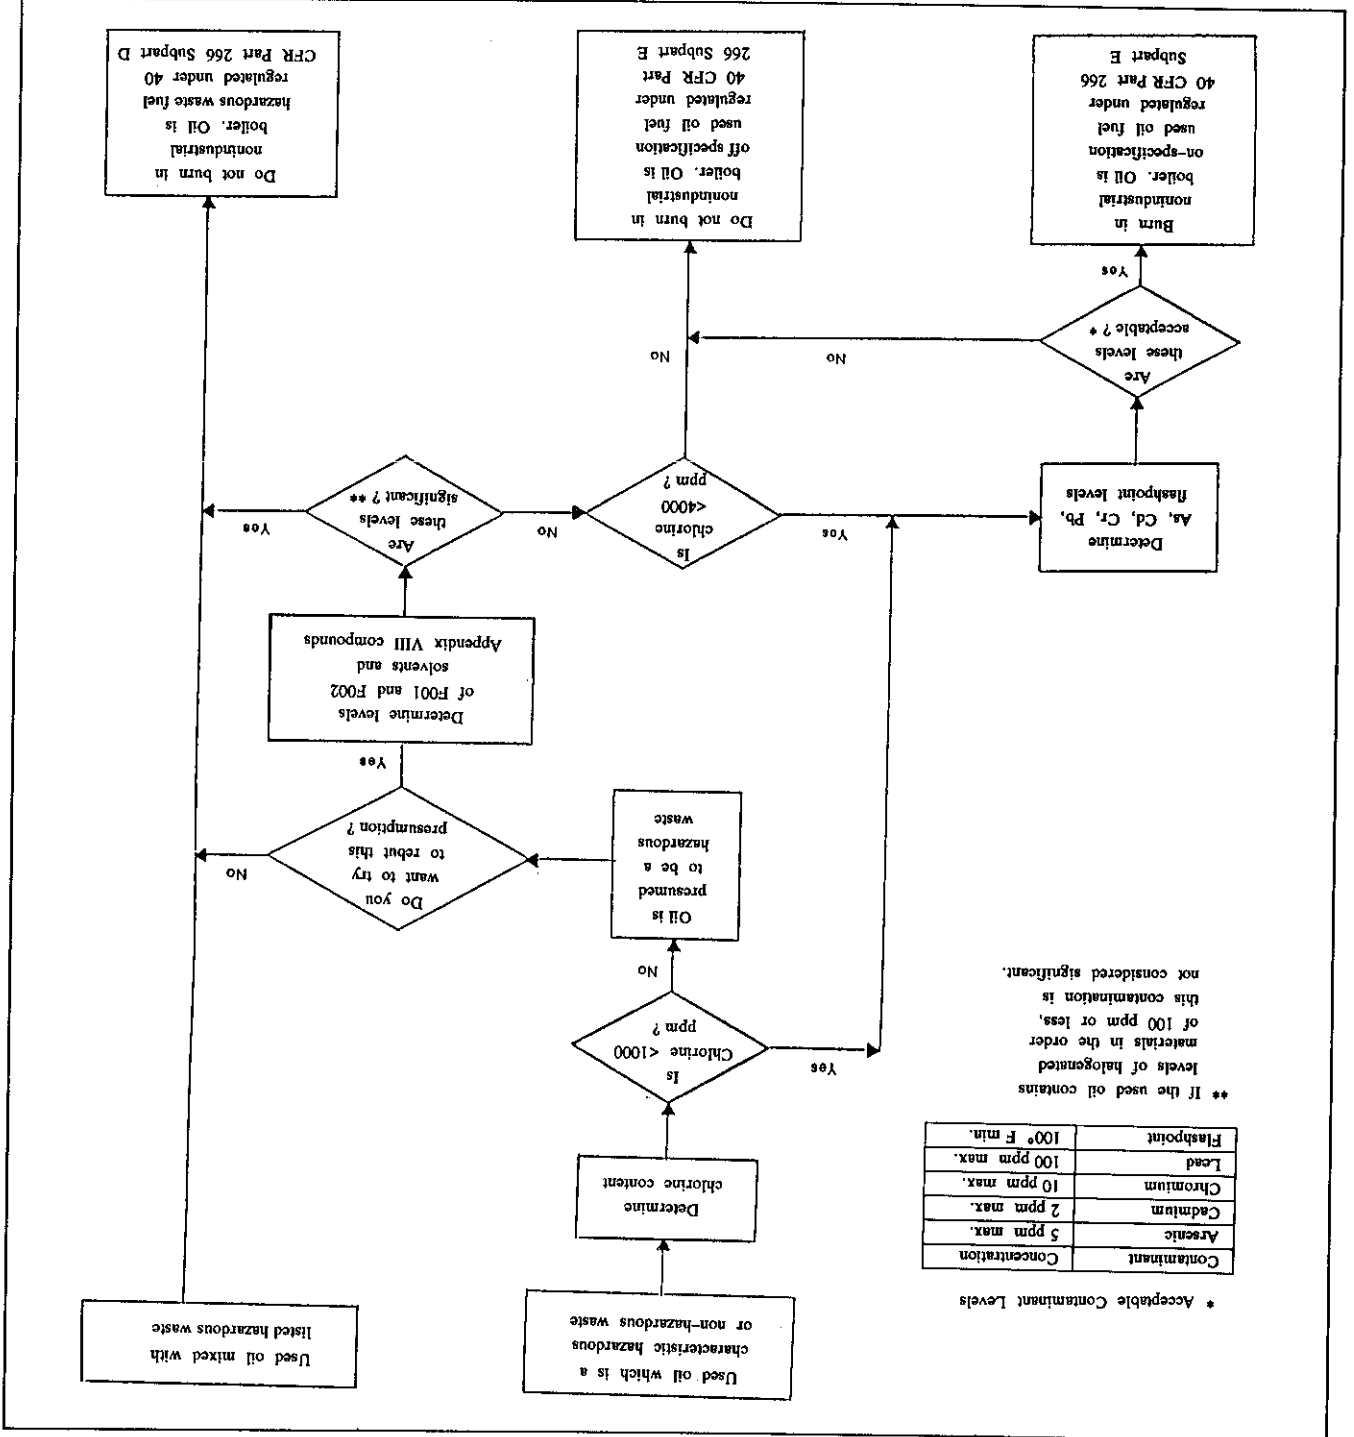 Used oil which is a
characteristic hazardous
or non-hazardous waste
Used oil mixed with
listed hazardous waste
* Acceptable Contaminant Levels
Contaminant Concentration
Arsenic 5 ppm max.
Cadmium 2 ppm max.
Chromium 10 ppm max.
Lead 100 ppm max.
Flashpoint 100° F min.
** If the used oil contains
levels of halogenated
materials in the order
of 100 ppm or less,
this contamination is
not considered significant.
Determine
chlorine content
Is
Chlorine <1000
ppm ?
Yes
No
Oil is
presumed
to be a
hazardous
waste
Do you
want to try
to rebut this
presumption ?
No
Yes
Determine levels
of F001 and F002
solvents and
Appendix VIII compounds
Are
these levels
significant ? **
Yes
No
Is
chlorine
<4000
ppm ?
Yes
No
Determine
As, Cd, Cr, Pb,
flashpoint levels
Are
these levels
acceptable ? *
No
Yes
Burn in
nonindustrial
boiler. Oil is
on-specification
used oil fuel
regulated under
40 CFR Part 266
Subpart E
Do not burn in
nonindustrial
boiler. Oil is
off specification
used oil fuel
regulated under
40 CFR Part
266 Subpart E
Do not burn in
nonindustrial
boiler. Oil is
hazardous waste fuel
regulated under 40
CFR Part 266 Subpart D